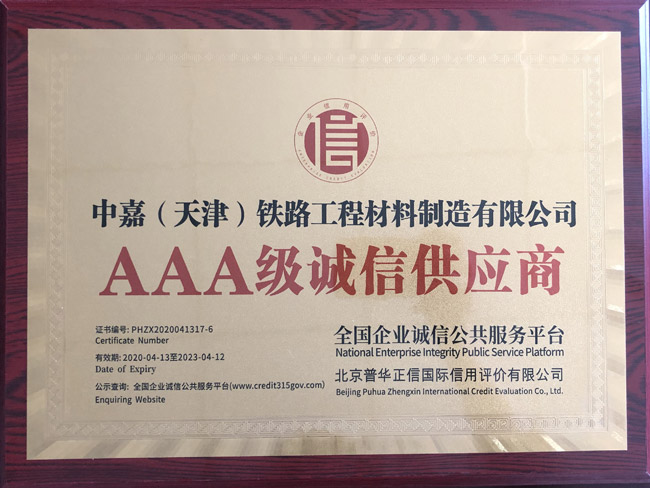 企业信用评价
中嘉（天津）铁路工程材料制造有限公司
AAA级诚信供应商
证书编号: PHZX2020041317-6
Certificate Number
有效期: 2020-04-13至2023-04-12
Date of Expiry
公示查询: 全国企业诚信公共服务平台(www.credit315gov.com)
Enquiring Website
全国企业诚信公共服务平台
National Enterprise Integrity Public Service Platform
北京普华正信国际信用评价有限公司
Beijing Puhua Zhengxin International Credit Evaluation Co., Ltd.